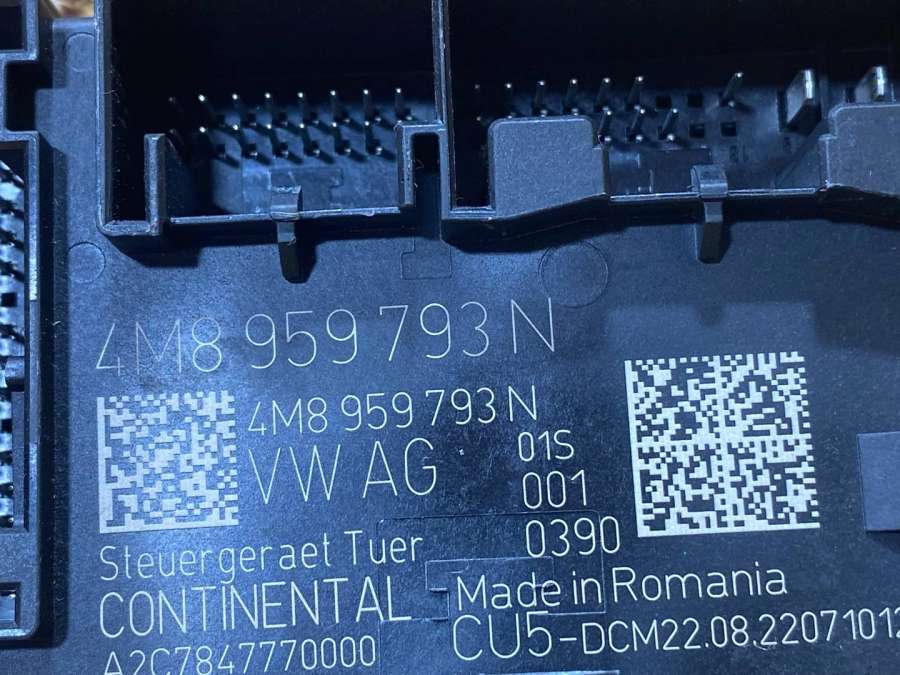 4M8 959 793 N
4M8 959 793 N
VW AG
01S
001
0390
Steuergeraet Tuer
CONTINENTAL
Made in Romania
A2C7847770000
CU5-DCM22.08.22071012